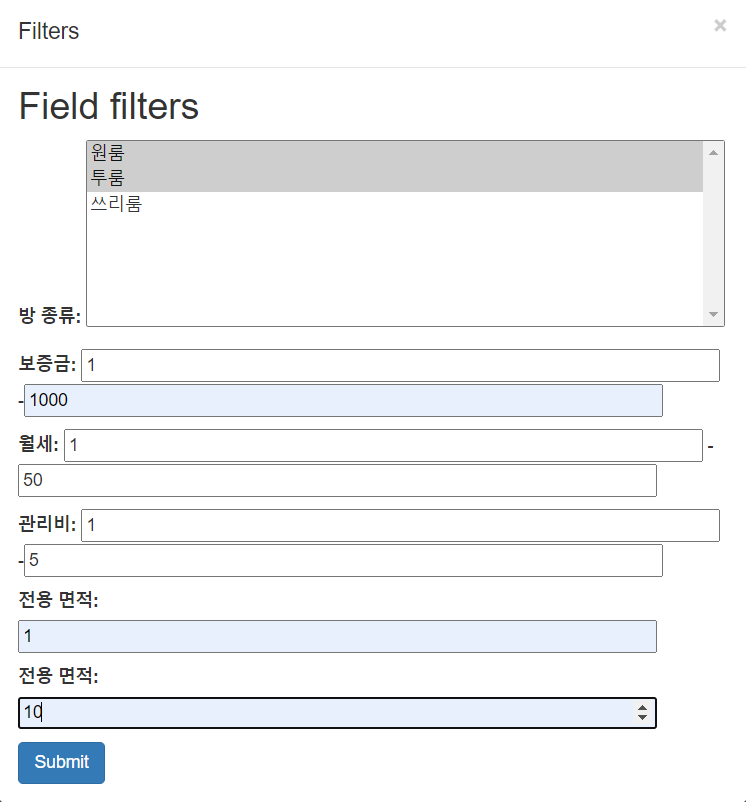 Filters
×
Field filters
원룸
투룸
쓰리룸
방 종류:
보증금: 1
-1000
월세: 1 -
50
관리비: 1
-5
전용 면적:
1
전용 면적:
10
Submit